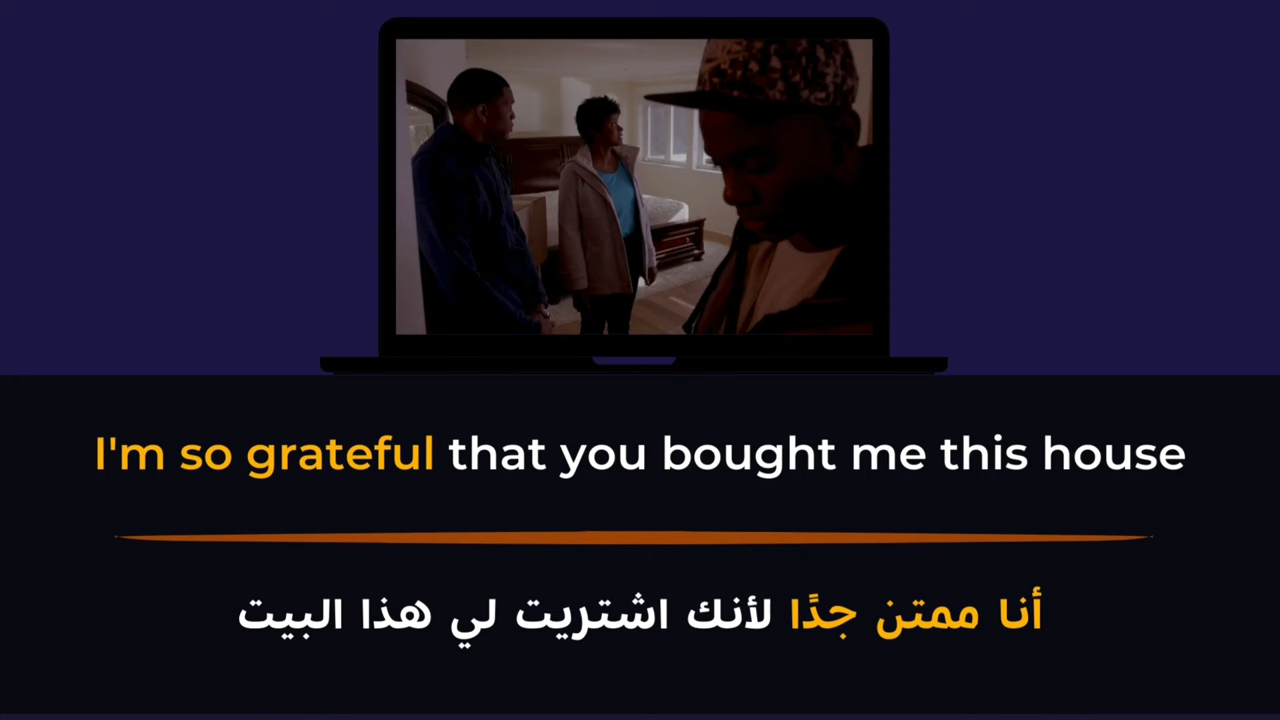 I'm so grateful that you bought me this house
أنا ممتن جدًا لأنك اشتريت لي هذا البيت